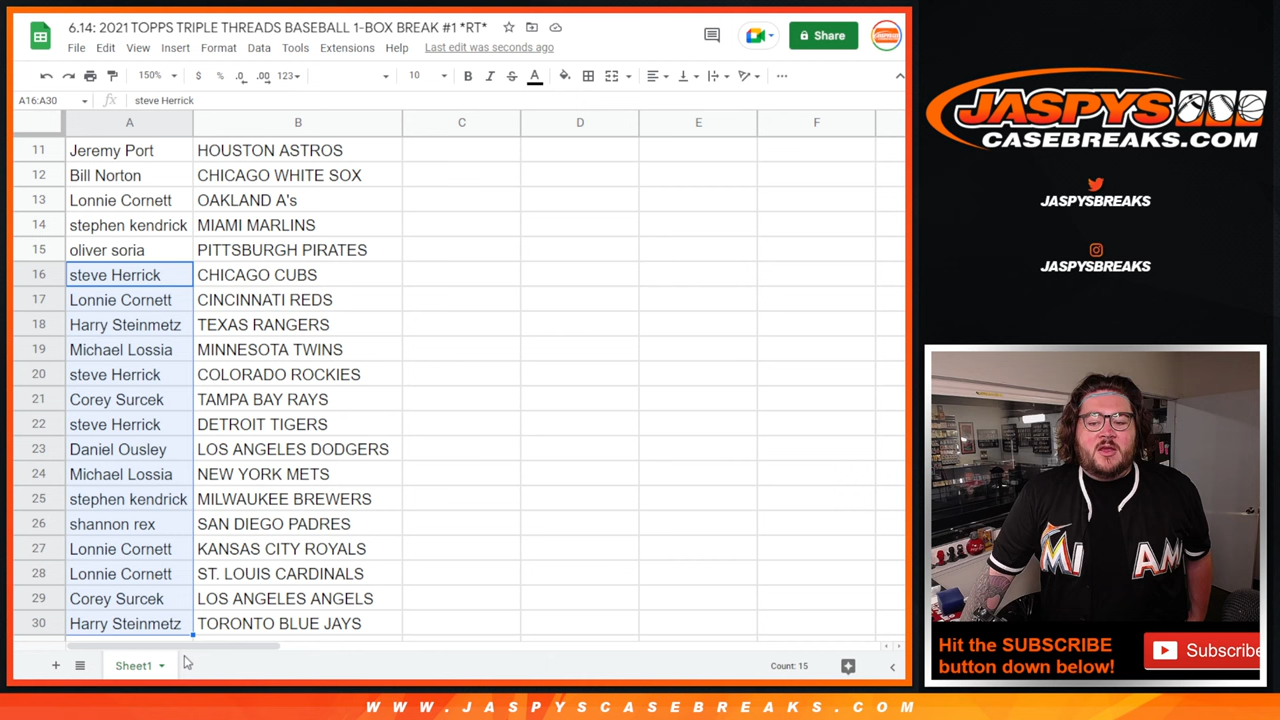 6.14: 2021 TOPPS TRIPLE THREADS BASEBALL 1-BOX BREAK #1 *RT*
File Edit View Insert Format Data Tools Extensions Help Last edit was seconds ago
Share
150% $ % .0 .00 123 10 B I S A
A16:A30 fx steve Herrick
A B C D E F
11 Jeremy Port HOUSTON ASTROS
12 Bill Norton CHICAGO WHITE SOX
13 Lonnie Cornett OAKLAND A's
14 stephen kendrick MIAMI MARLINS
15 oliver soria PITTSBURGH PIRATES
16 steve Herrick CHICAGO CUBS
17 Lonnie Cornett CINCINNATI REDS
18 Harry Steinmetz TEXAS RANGERS
19 Michael Lossia MINNESOTA TWINS
20 steve Herrick COLORADO ROCKIES
21 Corey Surcek TAMPA BAY RAYS
22 steve Herrick DETROIT TIGERS
23 Daniel Ousley LOS ANGELES DODGERS
24 Michael Lossia NEW YORK METS
25 stephen kendrick MILWAUKEE BREWERS
26 shannon rex SAN DIEGO PADRES
27 Lonnie Cornett KANSAS CITY ROYALS
28 Lonnie Cornett ST. LOUIS CARDINALS
29 Corey Surcek LOS ANGELES ANGELS
30 Harry Steinmetz TORONTO BLUE JAYS
Sheet1
Count: 15
JASPYS
CASEBREAKS.COM
JASPYSBREAKS
JASPYSBREAKS
MI AMI
Hit the SUBSCRIBE
button down below!
Subscribe
WWW.JASPYSCASEBREAKS.COM